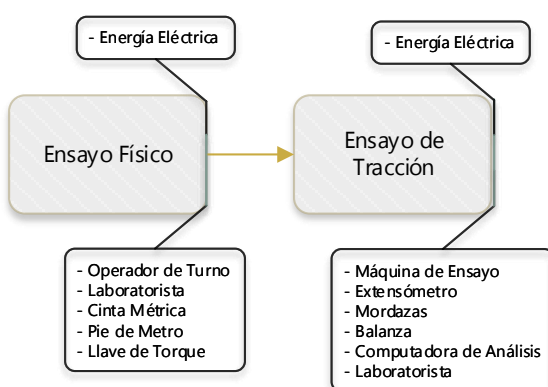 - Energía Eléctrica
- Energía Eléctrica
Ensayo Físico
Ensayo de
Tracción
- Operador de Turno
- Laboratorista
- Cinta Métrica
- Pie de Metro
- Llave de Torque
- Máquina de Ensayo
- Extensómetro
- Mordazas
- Balanza
- Computadora de Análisis
- Laboratorista